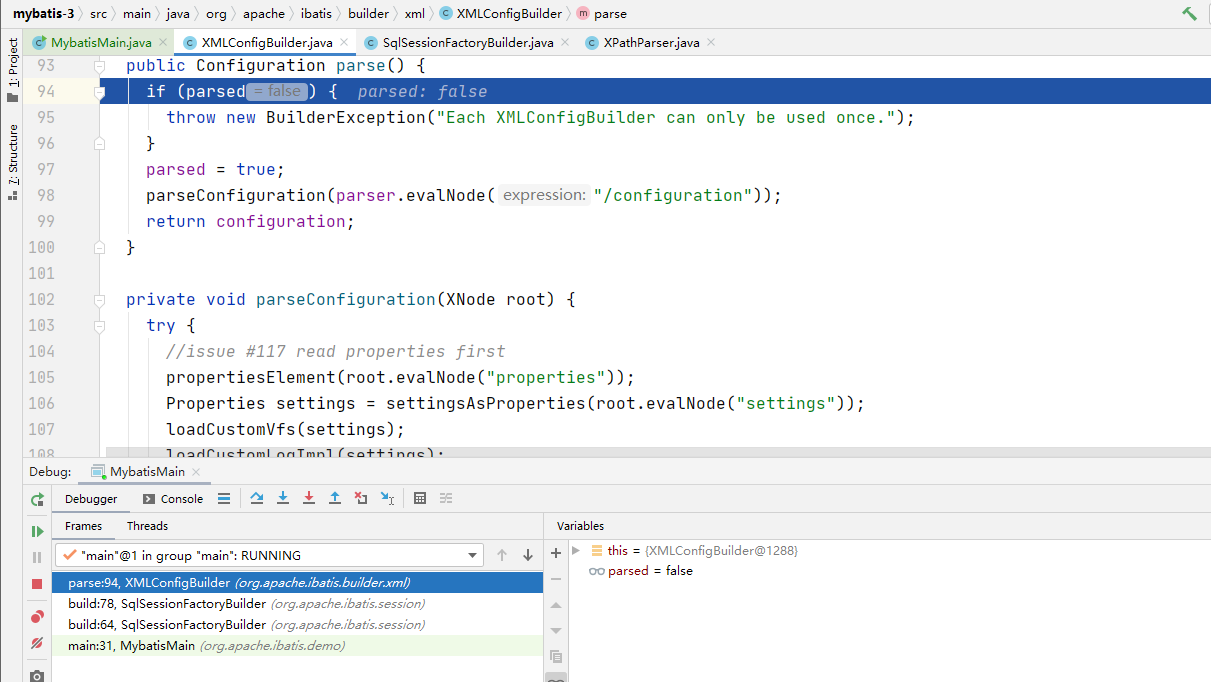 mybatis-3 src main java org apache ibatis builder xml C XMLConfigBuilder m parse
C MybatisMain.java C XMLConfigBuilder.java C SqlSessionFactoryBuilder.java C XPathParser.java
1: Project
7: Structure
93 public Configuration parse() {
94 if (parsed = false ) { parsed: false
95 throw new BuilderException("Each XMLConfigBuilder can only be used once.");
96 }
97 parsed = true;
98 parseConfiguration(parser.evalNode( expression: "/configuration"));
99 return configuration;
100 }
101
102 private void parseConfiguration(XNode root) {
103 try {
104 //issue #117 read properties first
105 propertiesElement(root.evalNode("properties"));
106 Properties settings = settingsAsProperties(root.evalNode("settings"));
107 loadCustomVfs(settings);
108 loadCustomLogImpl(settings);
Debug: MybatisMain
Debugger Console
Frames Threads Variables
"main"@1 in group "main": RUNNING
parse:94, XMLConfigBuilder (org.apache.ibatis.builder.xml)
build:78, SqlSessionFactoryBuilder (org.apache.ibatis.session)
build:64, SqlSessionFactoryBuilder (org.apache.ibatis.session)
main:31, MybatisMain (org.apache.ibatis.demo)
this = {XMLConfigBuilder@1288}
parsed = false